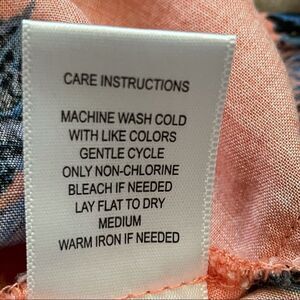 CARE INSTRUCTIONS
MACHINE WASH COLD
WITH LIKE COLORS
GENTLE CYCLE
ONLY NON-CHLORINE
BLEACH IF NEEDED
LAY FLAT TO DRY
MEDIUM
WARM IRON IF NEEDED